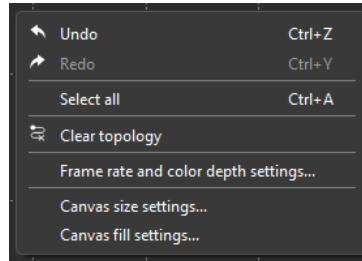 Undo Ctrl+Z
Redo Ctrl+Y
Select all Ctrl+A
Clear topology
Frame rate and color depth settings...
Canvas size settings...
Canvas fill settings...